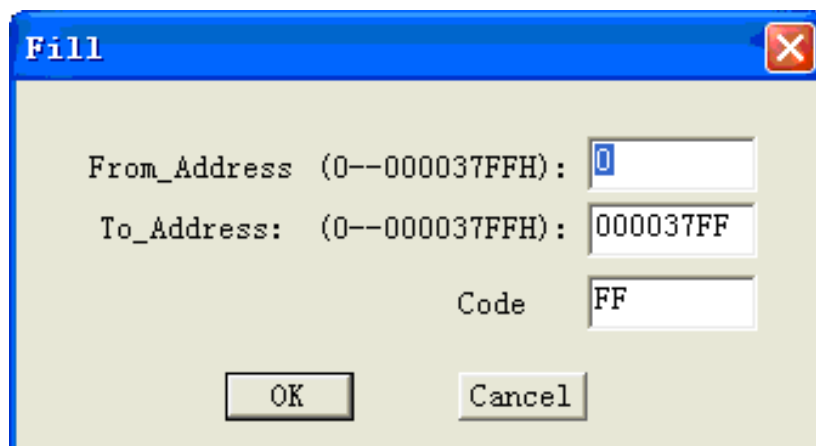 Fill
From_Address (0--000037FFH): 0
To_Address: (0--000037FFH): 000037FF
Code FF
OK Cancel